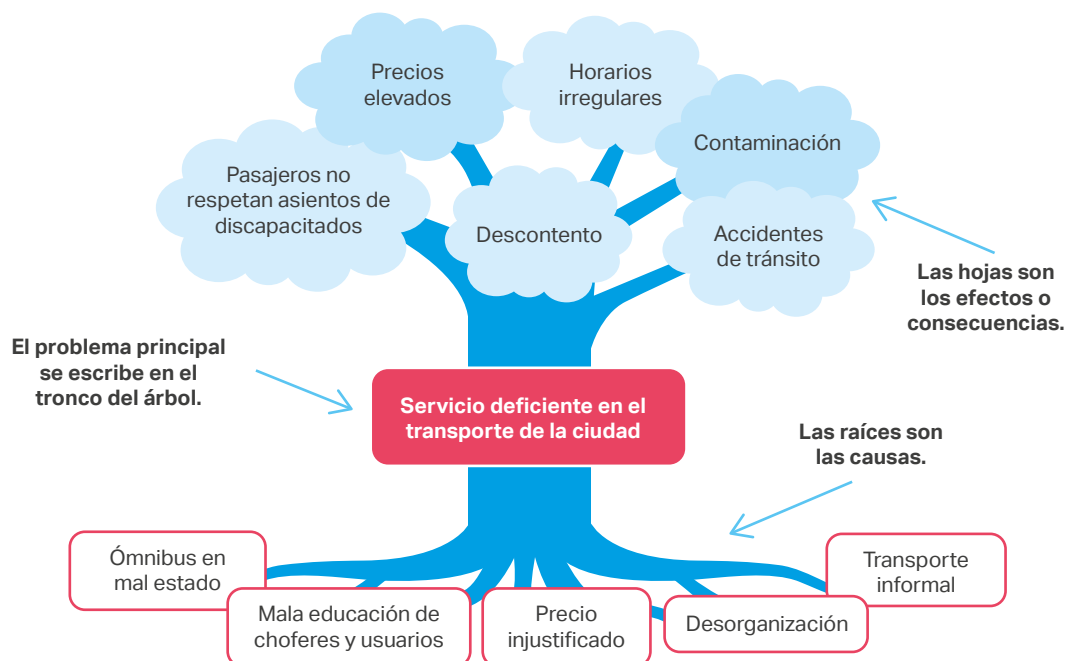 Precios
elevados
Horarios
irregulares
Contaminación
Pasajeros no
respetan asientos de
discapacitados
Descontento
Accidentes
de tránsito
Las hojas son
los efectos o
consecuencias.
El problema principal
se escribe en el
tronco del árbol.
Servicio deficiente en el
transporte de la ciudad
Las raíces son
las causas.
Ómnibus en
mal estado
Mala educación de
choferes y usuarios
Precio
injustificado
Desorganización
Transporte
informal